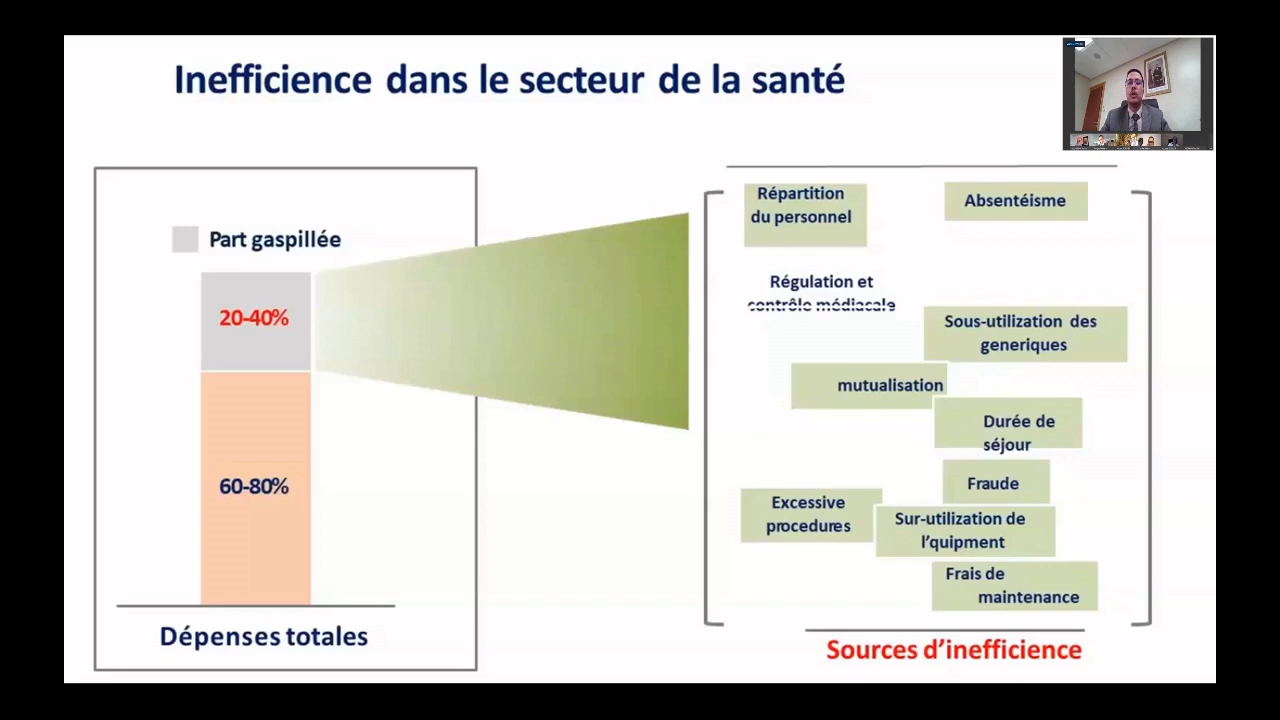 Inefficience dans le secteur de la santé
Part gaspillée
20-40%
60-80%
Dépenses totales
Répartition
du personnel
Absentéisme
Régulation et
contrôle médiacale
Sous-utilization des
generiques
mutualisation
Durée de
séjour
Fraude
Excessive
procedures
Sur-utilization de
l’quipment
Frais de
maintenance
Sources d’inefficience